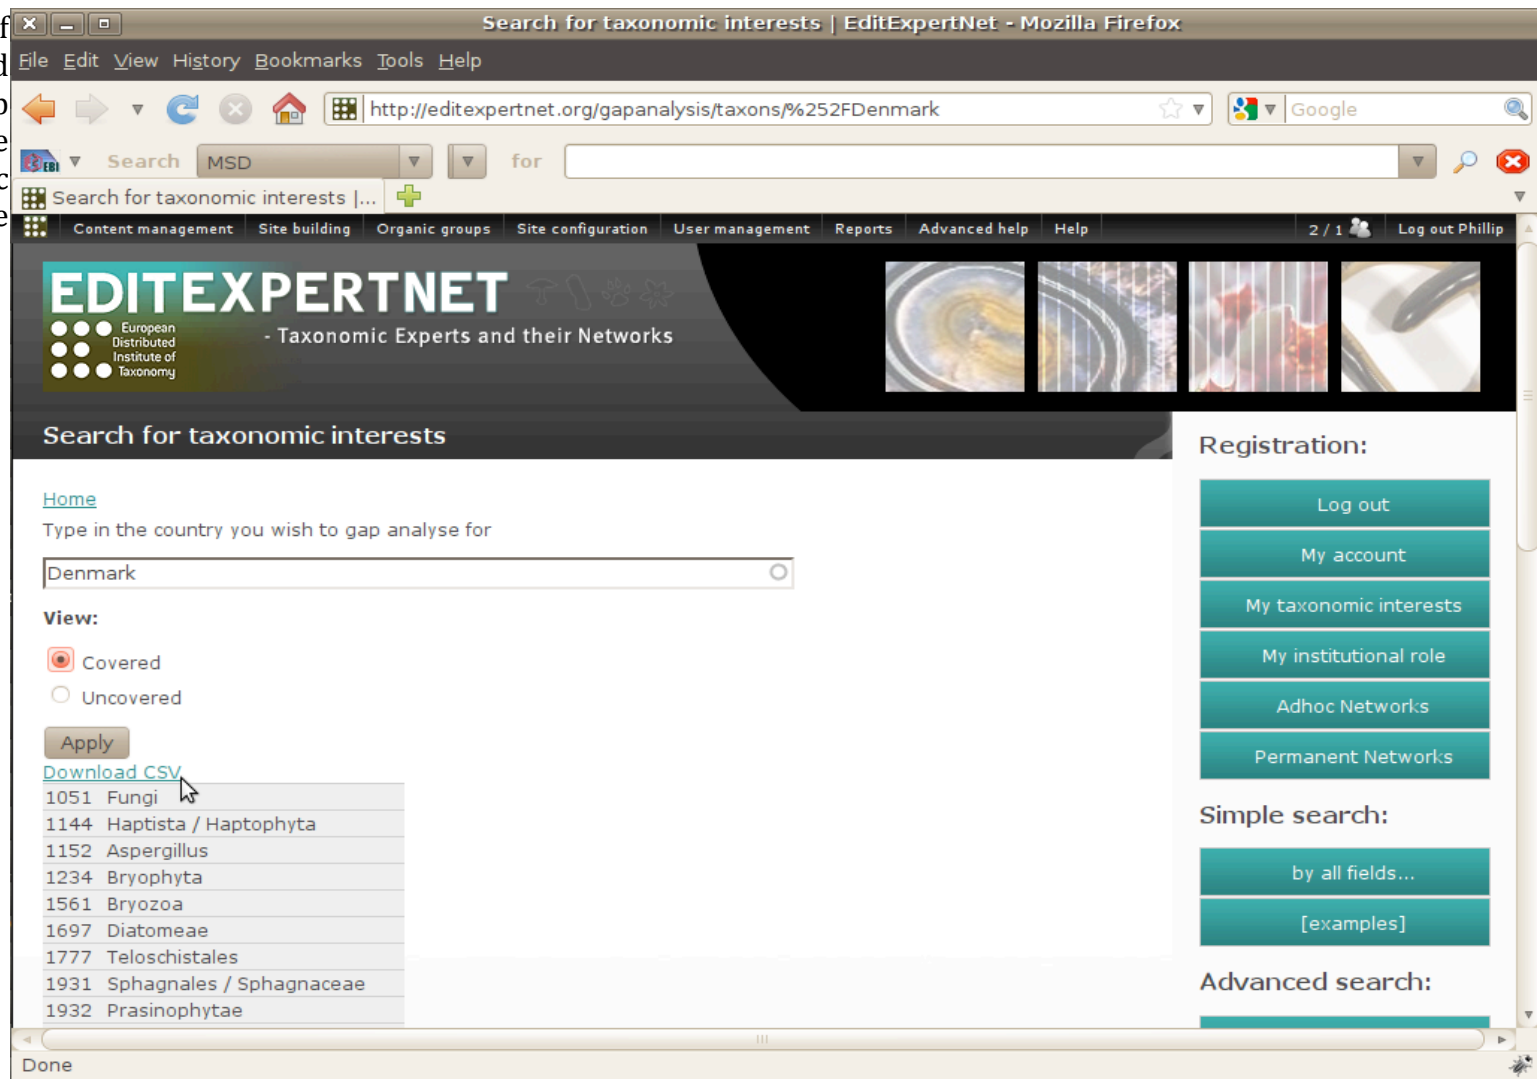 Search for taxonomic interests | EditExpertNet - Mozilla Firefox
File Edit View History Bookmarks Tools Help
http://editexpertnet.org/gapanalysis/taxons/%252FDenmark
Google
EBI Search MSD for
Search for taxonomic interests |...
Content management Site building Organic groups Site configuration User management Reports Advanced help Help 2 / 1 Log out Phillip
EDITEXPERTNET
European
Distributed
Institute of
Taxonomy
- Taxonomic Experts and their Networks
Search for taxonomic interests
Home
Type in the country you wish to gap analyse for
Denmark
View:
Covered
Uncovered
Apply
Download CSV
1051 Fungi
1144 Haptista / Haptophyta
1152 Aspergillus
1234 Bryophyta
1561 Bryozoa
1697 Diatomeae
1777 Teloschistales
1931 Sphagnales / Sphagnaceae
1932 Prasinophytae
Registration:
Log out
My account
My taxonomic interests
My institutional role
Adhoc Networks
Permanent Networks
Simple search:
by all fields...
[examples]
Advanced search:
Done